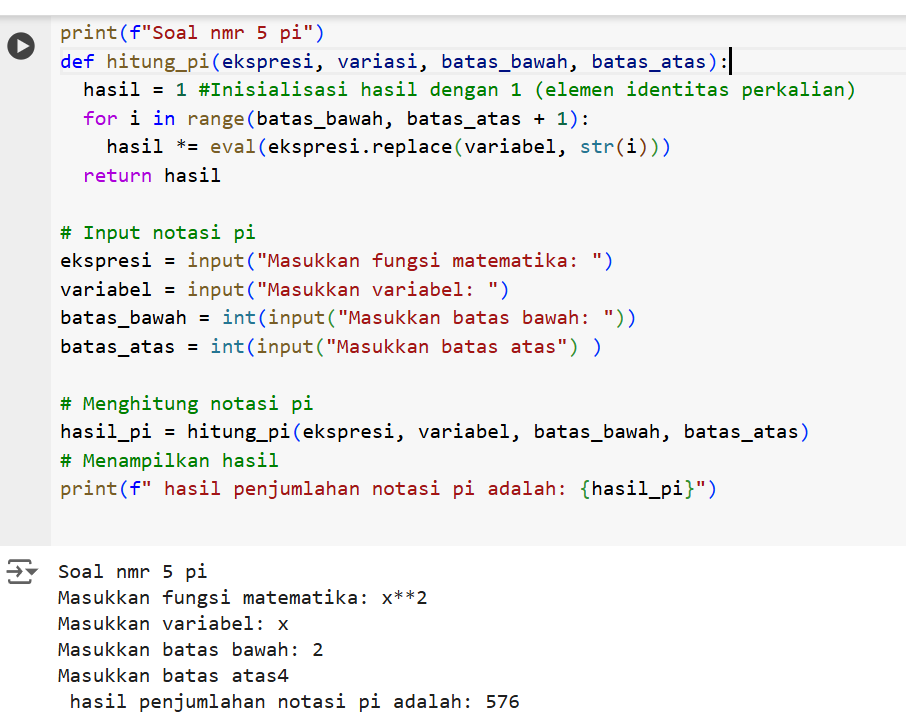 print(f"Soal nmr 5 pi")
def hitung_pi(ekspresi, variasi, batas_bawah, batas_atas):
  hasil = 1 #Inisialisasi hasil dengan 1 (elemen identitas perkalian)
  for i in range(batas_bawah, batas_atas + 1):
    hasil *= eval(ekspresi.replace(variabel, str(i)))
  return hasil
# Input notasi pi
ekspresi = input("Masukkan fungsi matematika: ")
variabel = input("Masukkan variabel: ")
batas_bawah = int(input("Masukkan batas bawah: "))
batas_atas = int(input("Masukkan batas atas") )
# Menghitung notasi pi
hasil_pi = hitung_pi(ekspresi, variabel, batas_bawah, batas_atas)
# Menampilkan hasil
print(f" hasil penjumlahan notasi pi adalah: {hasil_pi}")
Soal nmr 5 pi
Masukkan fungsi matematika: x**2
Masukkan variabel: x
Masukkan batas bawah: 2
Masukkan batas atas4
 hasil penjumlahan notasi pi adalah: 576